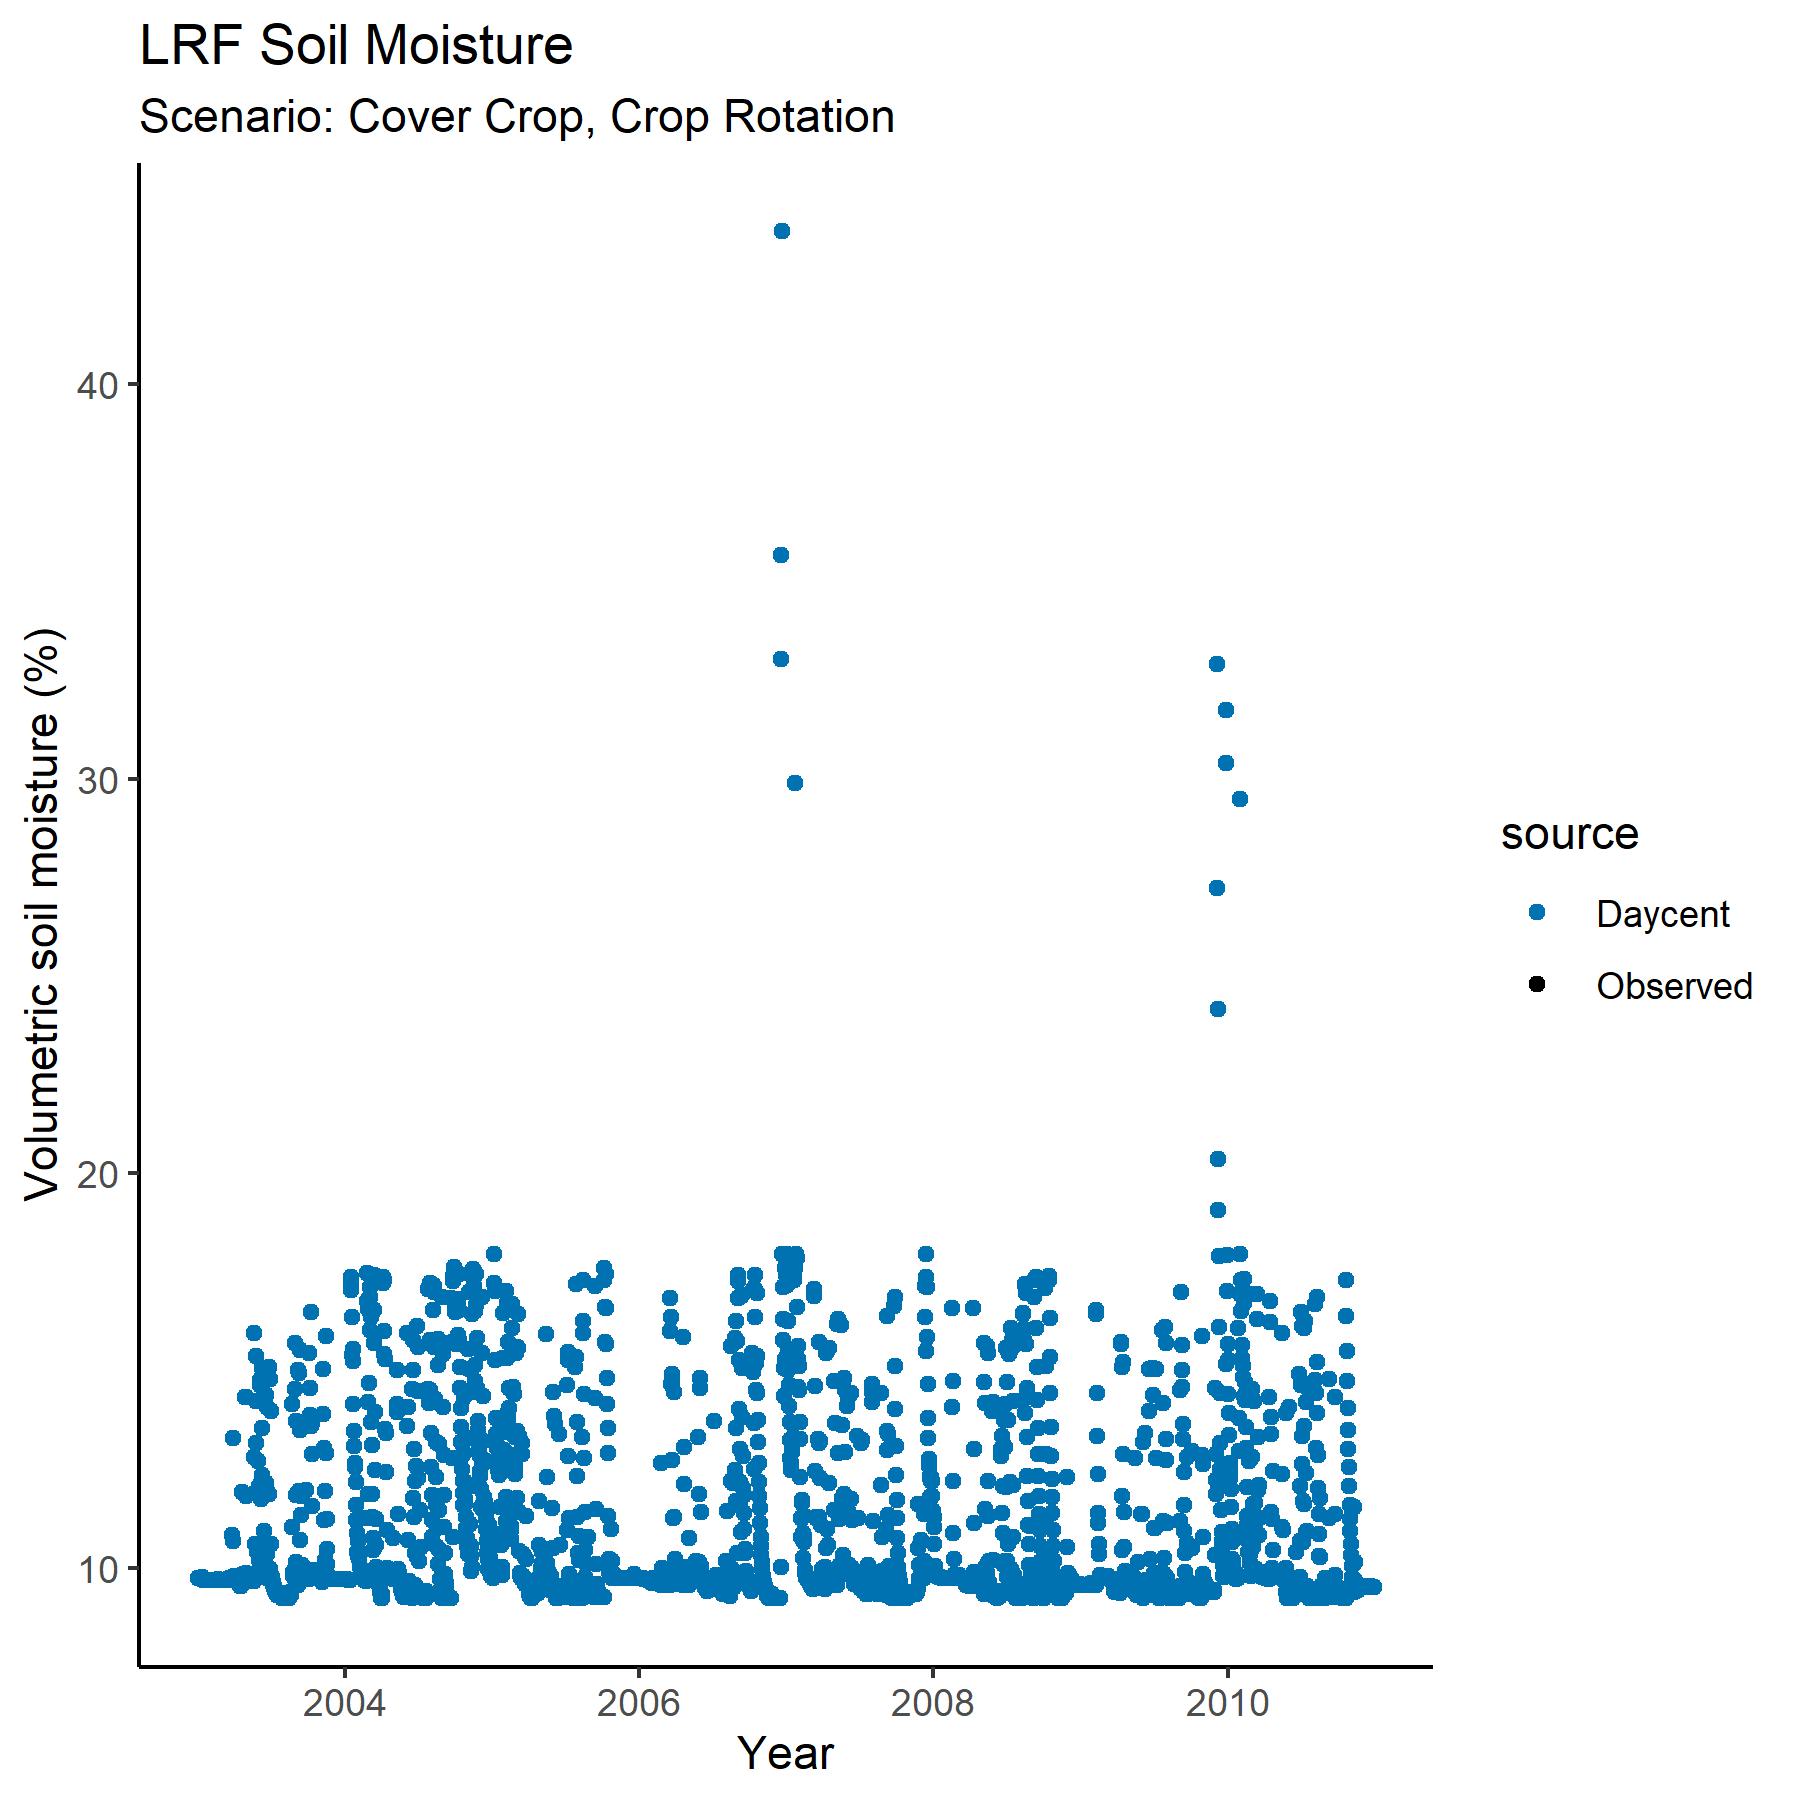 LRF Soil Moisture
Scenario: Cover Crop, Crop Rotation
Volumetric soil moisture (%)
40
30
20
10
2004 2006 2008 2010
Year
source
Daycent
Observed